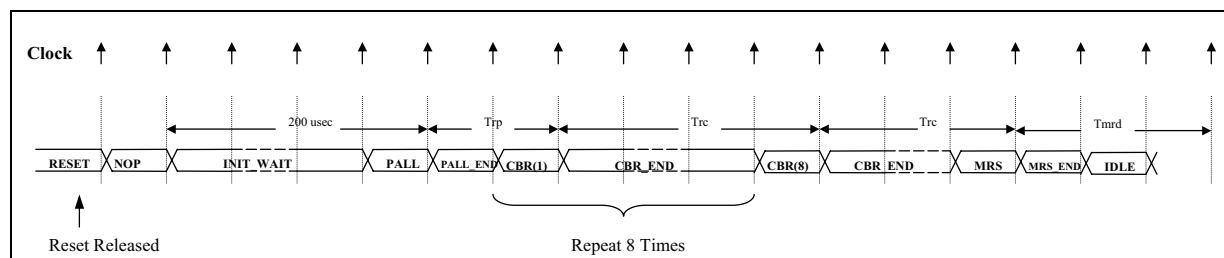 Clock
200 usec Trp Trc Trc Tmrd
RESET NOP INIT_WAIT PALL PALL_END CBR(1) CBR_END CBR(8) CBR_END MRS MRS_END IDLE
Reset Released Repeat 8 Times